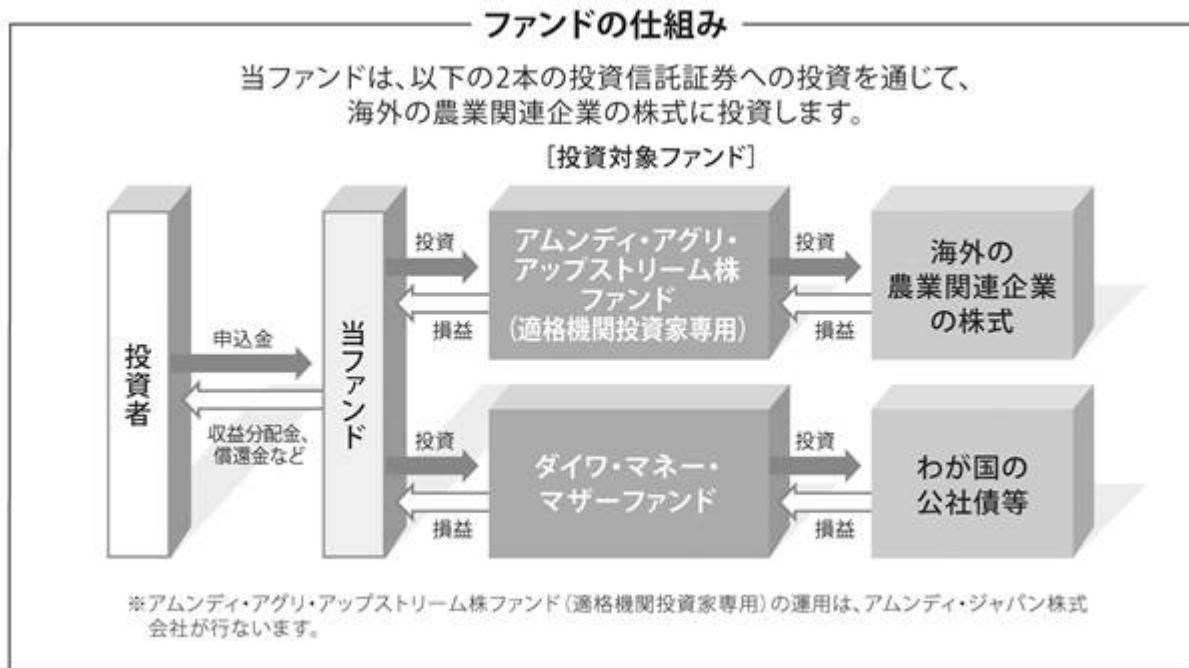 ファンドの仕組み
当ファンドは、以下の2本の投資信託証券への投資を通じて、
海外の農業関連企業の株式に投資します。
[投資対象ファンド]
投資者
申込金
収益分配金、
償還金など
当ファンド
投資
損益
アムンディ・アグリ・
アップストリーム株
ファンド
(適格機関投資家専用)
投資
損益
海外の
農業関連企業
の株式
投資
損益
ダイワ・マネー・
マザーファンド
投資
損益
わが国の
公社債等
※アムンディ・アグリ・アップストリーム株ファンド(適格機関投資家専用)の運用は、アムンディ・ジャパン株式
会社が行ないます。